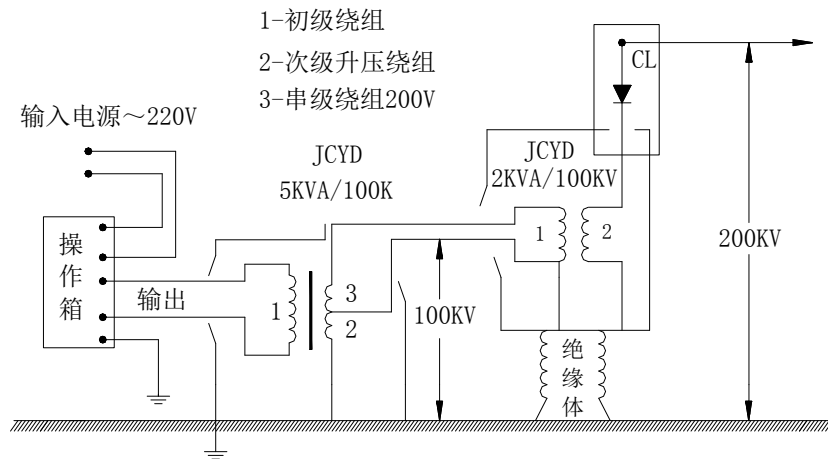 1-初级绕组
2-次级升压绕组
3-串级绕组200V
CL
输入电源～220V
JCYD
5KVA/100K
JCYD
2KVA/100KV
操作箱
输出
1
3
2
1
2
100KV
200KV
绝缘体